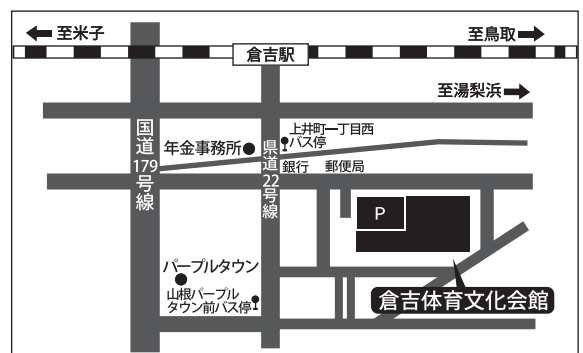 至米子
至鳥取
倉吉駅
至湯梨浜
国道179号線
年金事務所
県道22号線
上井町一丁目西
バス停
銀行
郵便局
P
パープルタウン
山根パープル
タウン前バス停
倉吉体育文化会館